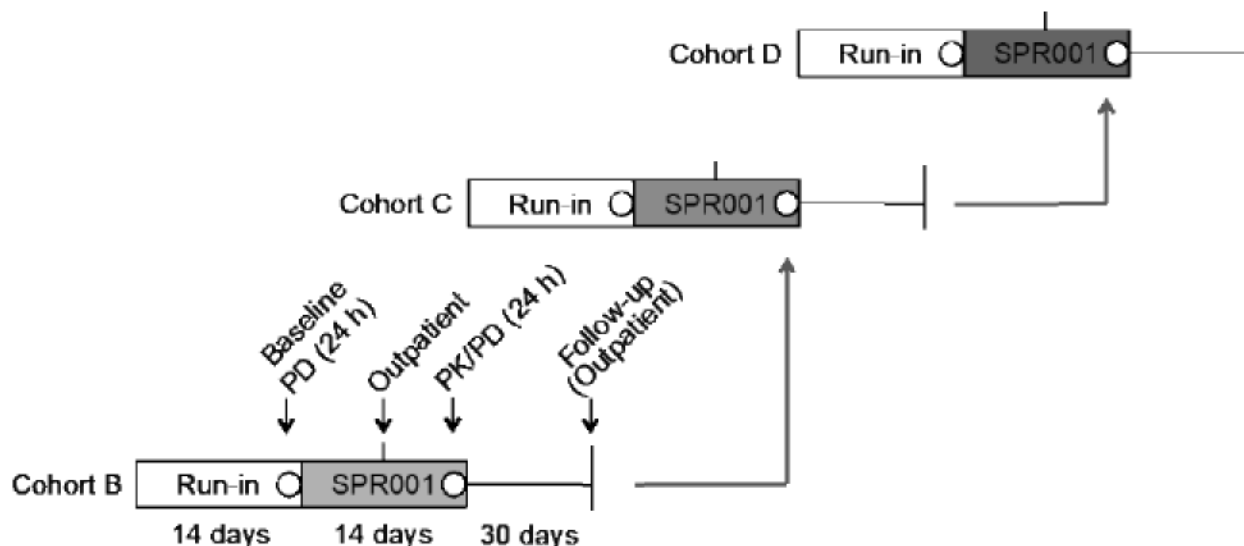 Cohort D
Run-in
SPR001
Cohort C
Run-in
SPR001
Baseline
PD (24 h)
Outpatient
PK/PD (24 h)
Follow-up
(Outpatient)
Cohort B
Run-in
SPR001
14 days
14 days
30 days